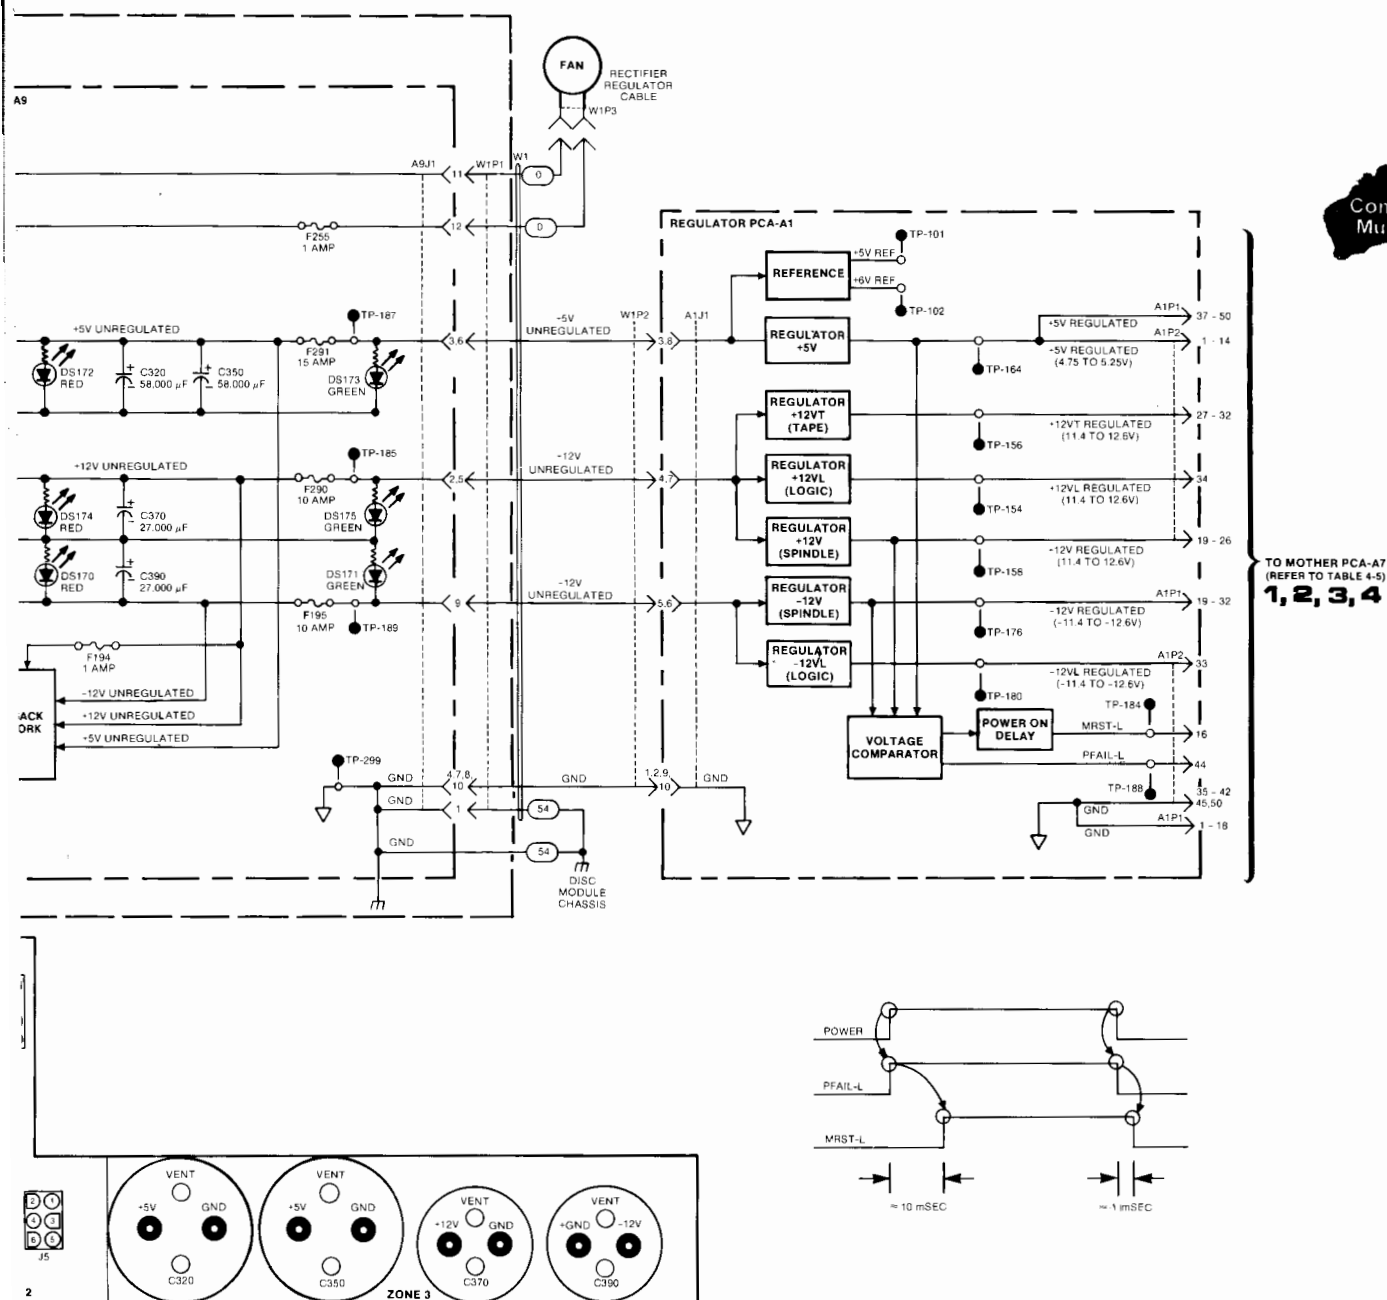 FAN
RECTIFIER
REGULATOR
CABLE
W1P3
A9
A9J1
11
W1P1
W1
0
F255
1 AMP
12
0
REGULATOR PCA-A1
TP-101
+5V REF
REFERENCE
+6V REF
TP-102
+5V UNREGULATED
TP-187
F291
15 AMP
DS172
RED
C320
58.000 µF
C350
58.000 µF
DS173
GREEN
3,6
+5V
UNREGULATED
W1P2
A1J1
3,8
REGULATOR
+5V
TP-164
+5V REGULATED
A1P1
37 - 50
A1P2
+5V REGULATED
(4.75 TO 5.25V)
1 - 14
REGULATOR
+12VT
(TAPE)
TP-156
+12VT REGULATED
(11.4 TO 12.6V)
27 - 32
+12V UNREGULATED
TP-185
F290
10 AMP
DS174
RED
C370
27.000 µF
DS175
GREEN
2,5
UNREGULATED
4,7
REGULATOR
+12VL
(LOGIC)
TP-154
+12VL REGULATED
(11.4 TO 12.6V)
34
REGULATOR
+12V
(SPINDLE)
TP-158
(11.4 TO 12.6V)
19 - 26
DS170
RED
C390
27.000 µF
DS171
GREEN
F195
10 AMP
TP-189
9
-12V
UNREGULATED
5,6
REGULATOR
-12V
(SPINDLE)
TP-176
A1P1
-12V REGULATED
(-11.4 TO -12.6V)
19 - 32
REGULATOR
-12VL
(LOGIC)
TP-180
A1P2
-12VL REGULATED
(-11.4 TO -12.6V)
33
F194
1 AMP
-12V UNREGULATED
+12V UNREGULATED
+5V UNREGULATED
ACK
ORK
VOLTAGE
COMPARATOR
POWER ON
DELAY
TP-184
MRST-L
16
PFAIL-L
44
TP-188
35 - 42
45,50
GND
A1P1
GND
1 - 18
TO MOTHER PCA-A7
(REFER TO TABLE 4-5)
1, 2, 3, 4
TP-299
GND
4,7,8,
10
GND
1,2,9,
10
GND
GND
1
54
GND
54
DISC
MODULE
CHASSIS
Con
Mu
POWER
PFAIL-L
MRST-L
≈ 10 mSEC
VENT
+5V
GND
C320
VENT
+5V
GND
C350
VENT
+12V
GND
C370
VENT
+GND
-12V
C390
2
1
4
3
6
5
J5
2
ZONE 3